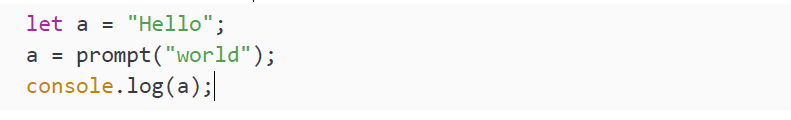 let a = "Hello";
a = prompt("world");
console.log(a);